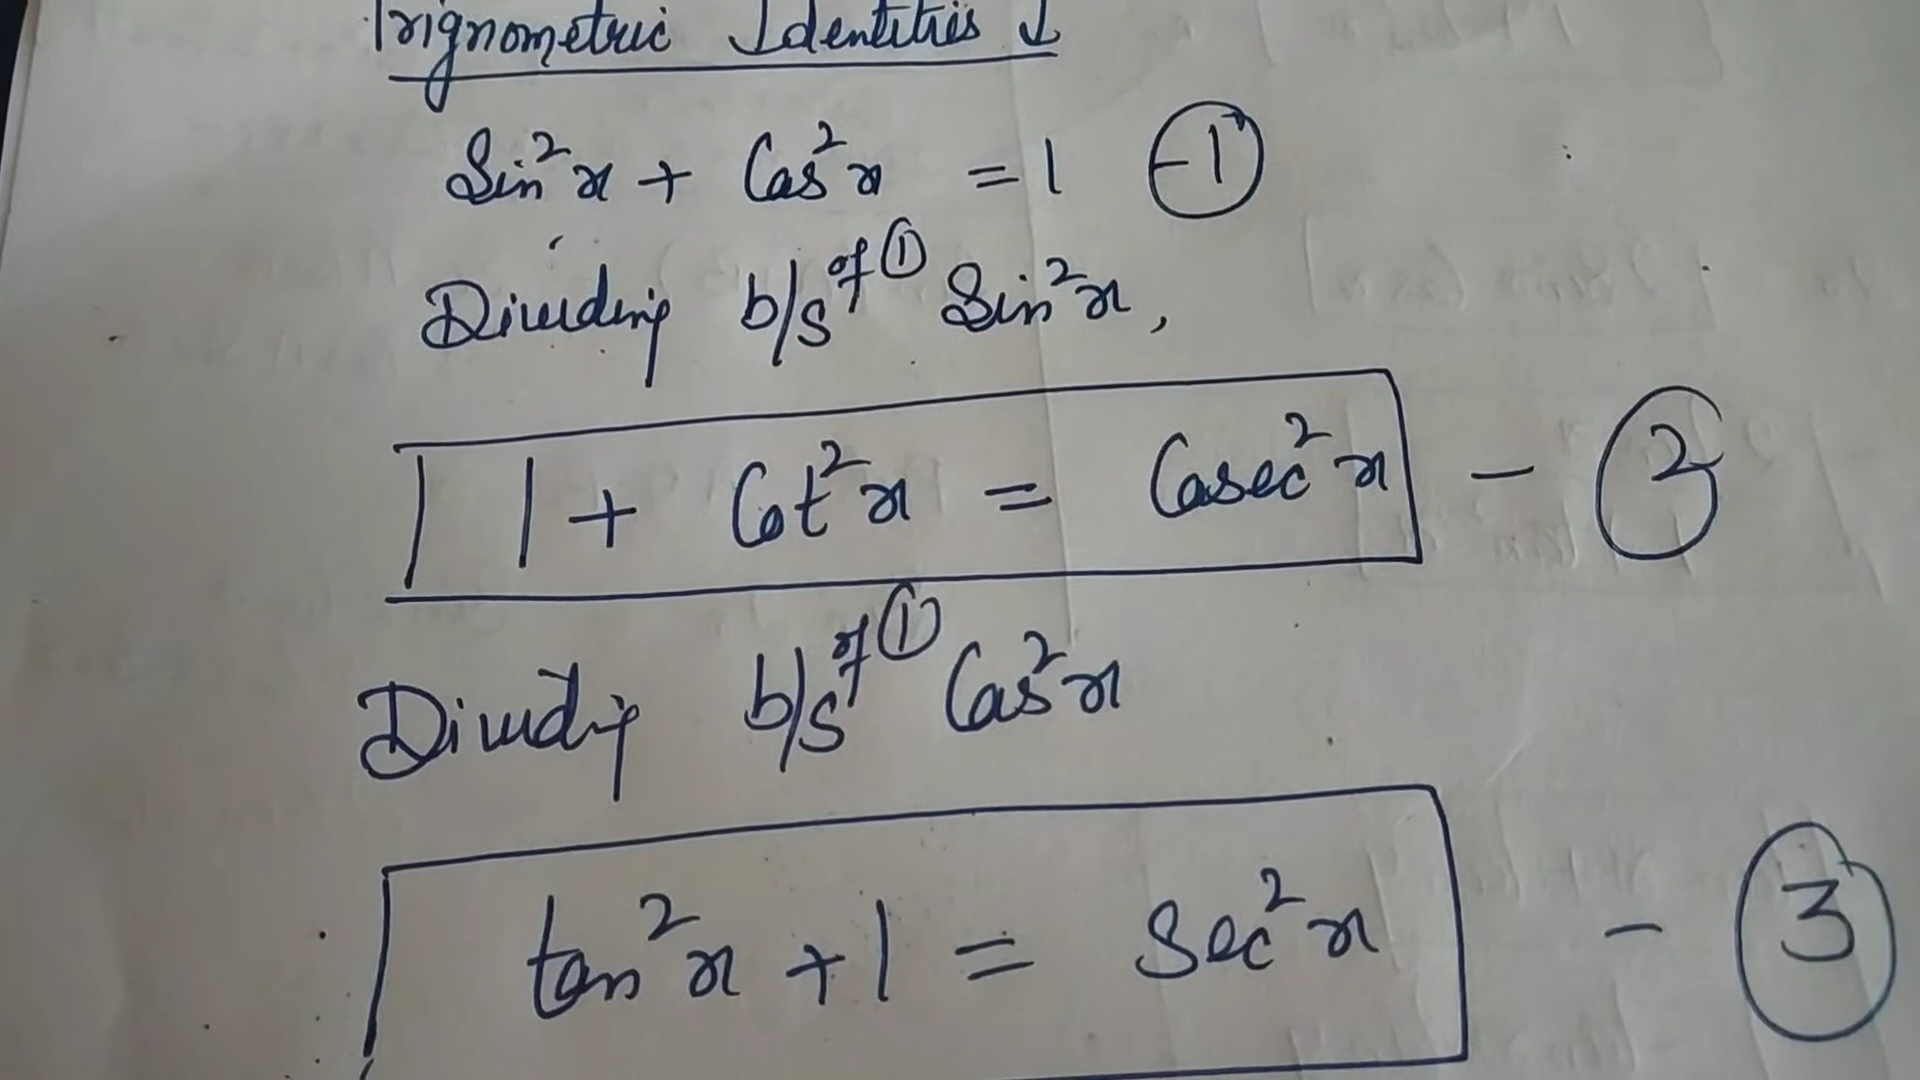 Trignometric Identities ↓
Sin²x + Cos²x = 1 -①
Dividing b/s of ① Sin²x,
1 + Cot²x = Cosec²x - ②
Dividing b/s of ① Cos²x
tan²x + 1 = Sec²x - ③